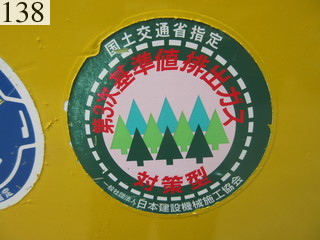 138
国土交通省指定
第3次基準値排出ガス
対策型
一般社団法人日本建設機械施工協会